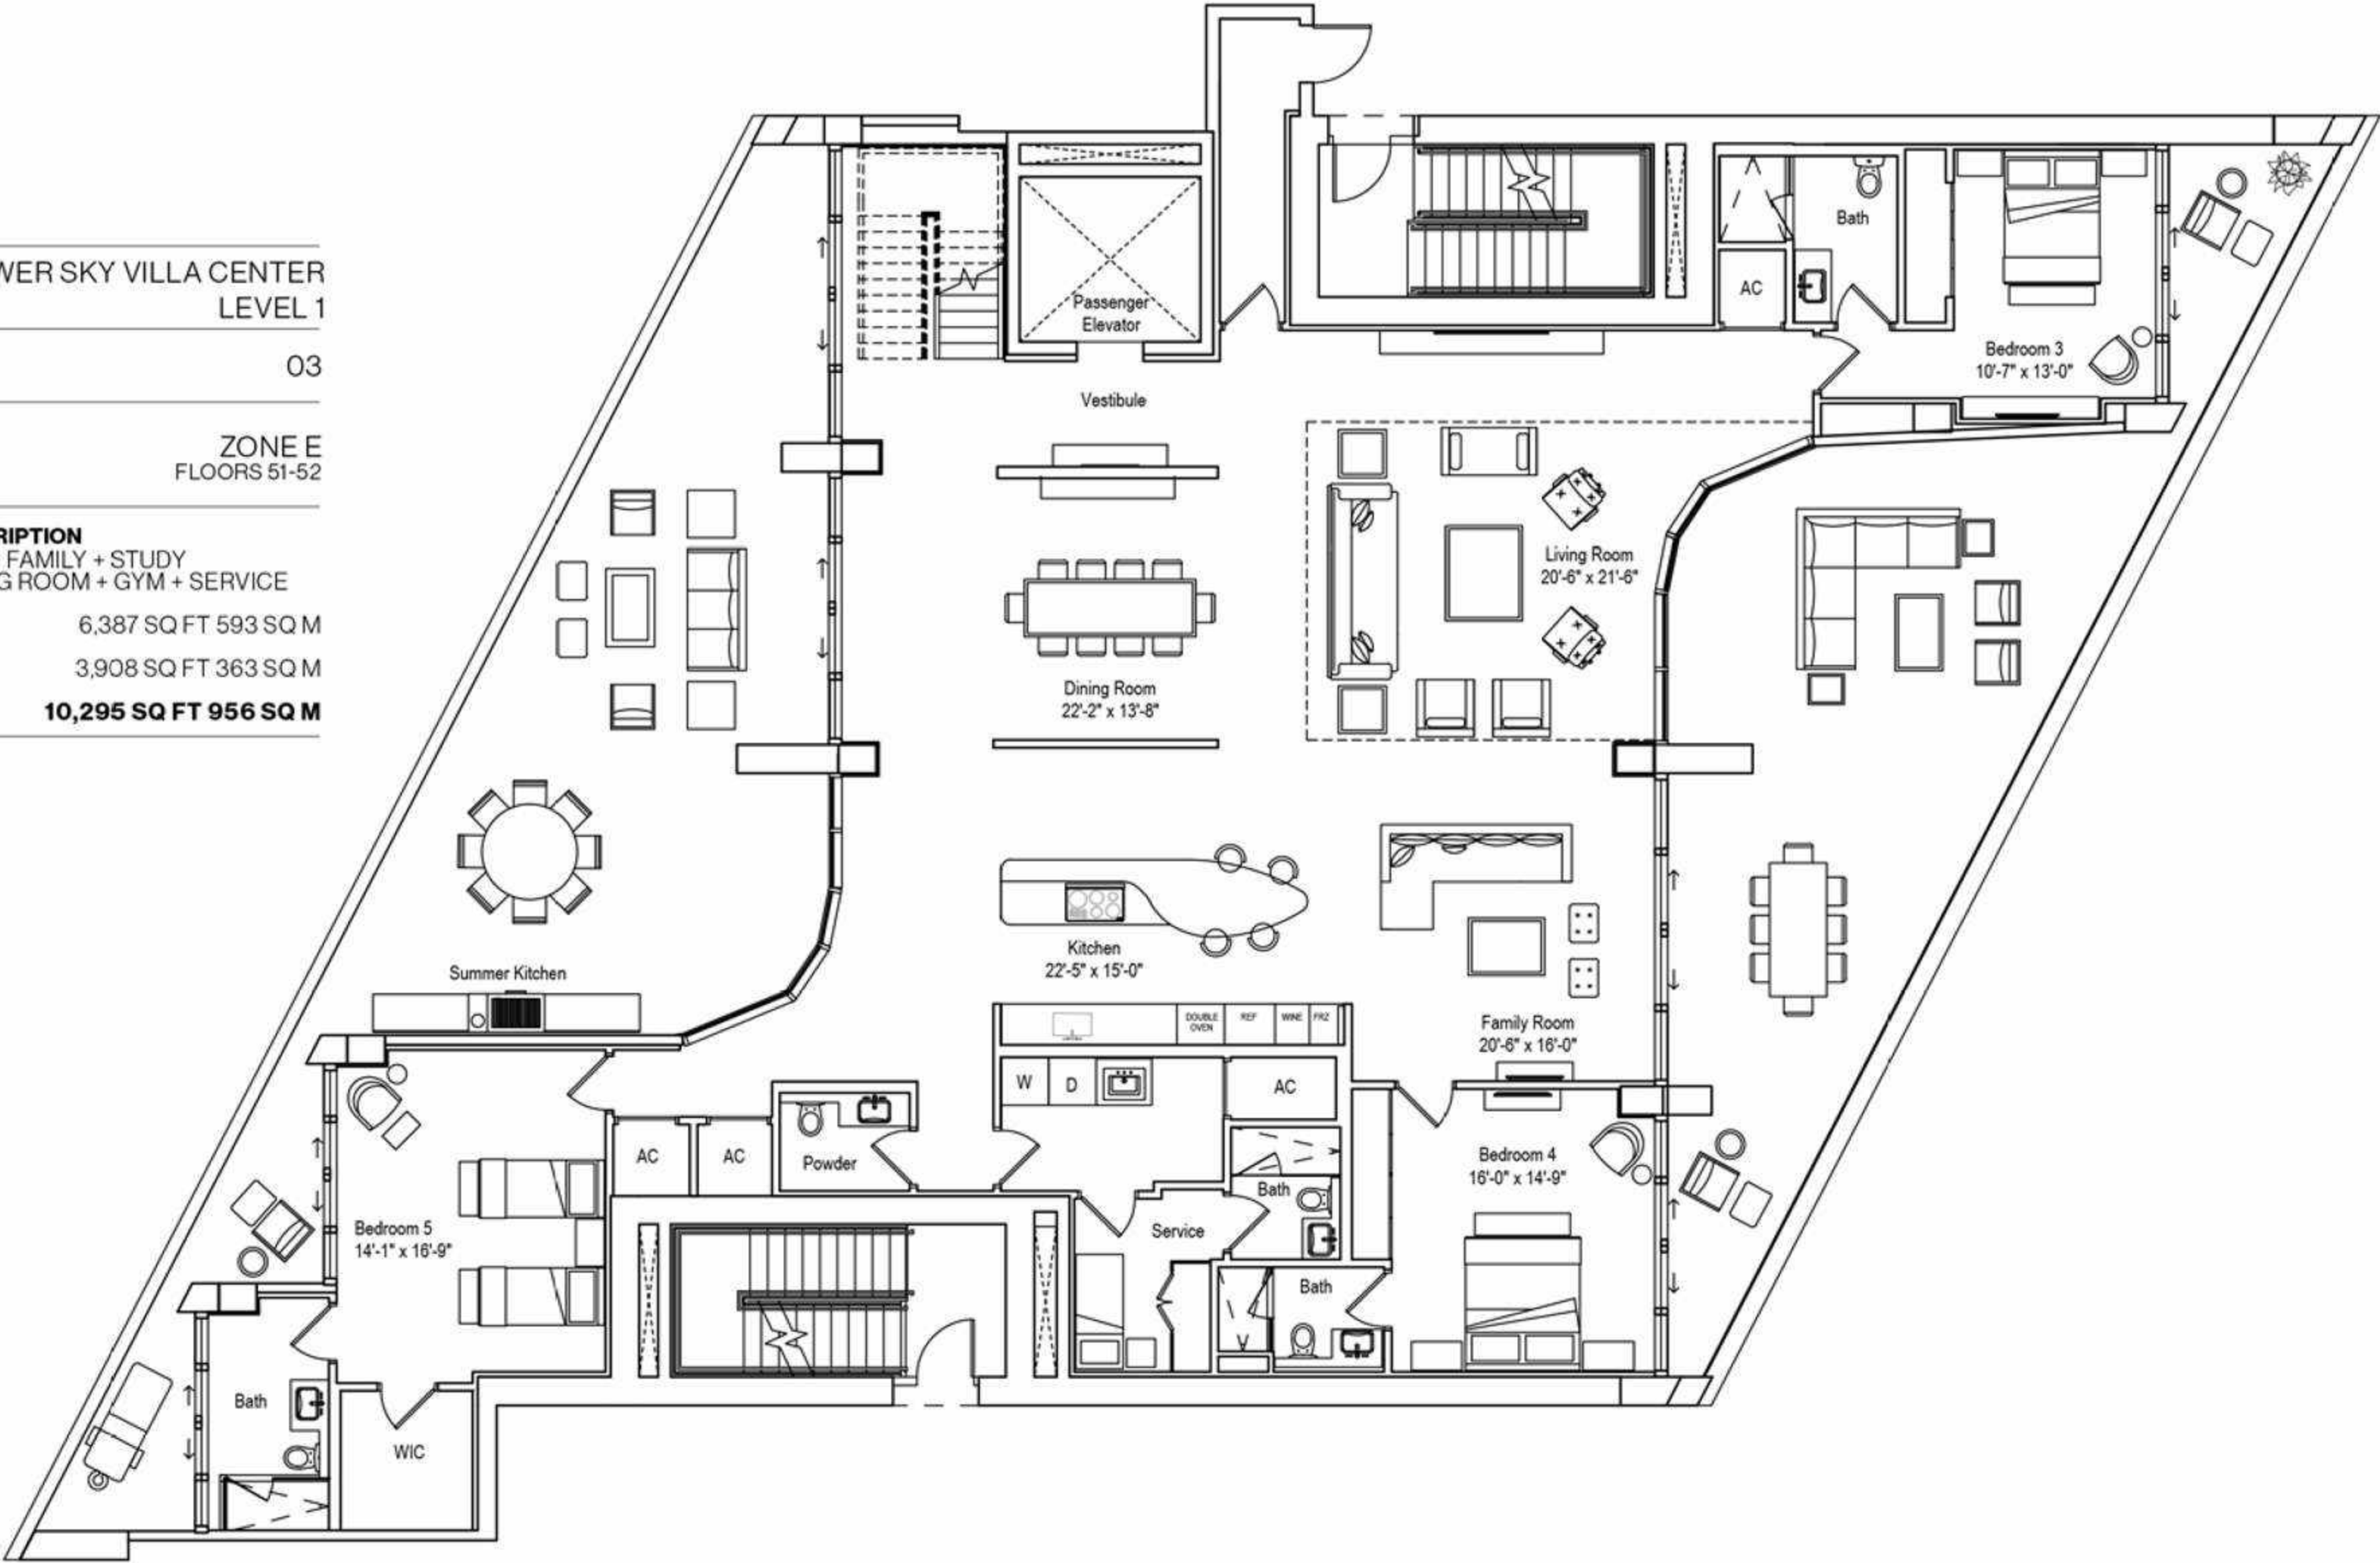 SKY VILLA CENTER
LEVEL 1
03
ZONE E
FLOORS 51-52
FAMILY + STUDY
ROOM + GYM + SERVICE
6,387 SQ FT 593 SQ M
3,908 SQ FT 363 SQ M
10,295 SQ FT 956 SQ M
Passenger
Elevator
Vestibule
Bath
AC
Bedroom 3
10'-7" x 13'-0"
Living Room
20'-6" x 21'-6"
Dining Room
22'-2" x 13'-8"
Kitchen
22'-5" x 15'-0"
Summer Kitchen
DOUBLE
OVEN
REF
WINE
FRZ
Family Room
20'-6" x 16'-0"
W
D
AC
AC
AC
Powder
Bedroom 4
16'-0" x 14'-9"
Bath
Service
Bedroom 5
14'-1" x 16'-9"
Bath
Bath
WIC